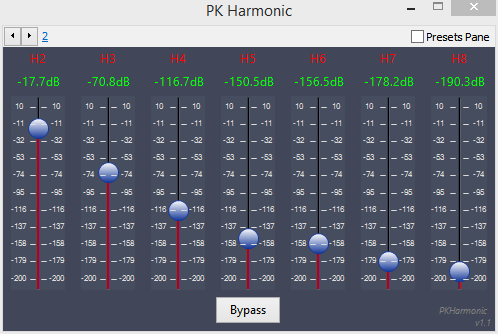 PK Harmonic
2 Presets Pane
H2 H3 H4 H5 H6 H7 H8
-17.7dB -70.8dB -116.7dB -150.5dB -156.5dB -178.2dB -190.3dB
10 10 10 10 10 10 10 10 10 10 10 10 10 10
-11 -11 -11 -11 -11 -11 -11 -11 -11 -11 -11 -11 -11 -11
-32 -32 -32 -32 -32 -32 -32 -32 -32 -32 -32 -32 -32 -32
-53 -53 -53 -53 -53 -53 -53 -53 -53 -53 -53 -53 -53 -53
-74 -74 -74 -74 -74 -74 -74 -74 -74 -74 -74 -74 -74 -74
-95 -95 -95 -95 -95 -95 -95 -95 -95 -95 -95 -95 -95 -95
-116 -116 -116 -116 -116 -116 -116 -116 -116 -116 -116 -116 -116 -116
-137 -137 -137 -137 -137 -137 -137 -137 -137 -137 -137 -137 -137 -137
-158 -158 -158 -158 -158 -158 -158 -158 -158 -158 -158 -158 -158 -158
-179 -179 -179 -179 -179 -179 -179 -179 -179 -179 -179 -179 -179 -179
-200 -200 -200 -200 -200 -200 -200 -200 -200 -200 -200 -200 -200 -200
Bypass
PKHarmonic
v1.1